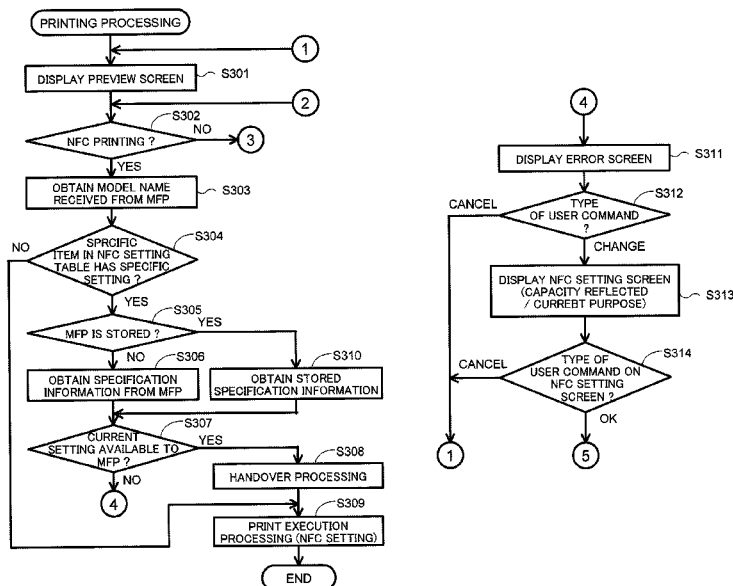 PRINTING PROCESSING
1
DISPLAY PREVIEW SCREEN
S301
2
S302
NFC PRINTING ?
NO
3
YES
OBTAIN MODEL NAME
RECEIVED FROM MFP
S303
S304
NO
SPRCIFIC
ITEM IN NFC SETTING
TABLE HAS SPECIFIC
SETTING ?
YES
S305
MFP IS STORED ?
YES
NO
S306
S310
OBTAIN SPECIFICATION
INFORMATION FROM MFP
OBTAIN STORED
SPECIFICATION INFORMATION
S307
CURRENT
SETTING AVAILABLE TO
MFP ?
YES
NO
4
S308
HANDOVER PROCESSING
S309
PRINT EXECUTION
PROCESSING (NFC SETTING)
END
4
DISPLAY ERROR SCREEN
S311
S312
CANCEL
TYPE
OF USER COMMAND
?
CHANGE
DISPLAY NFC SETTING SCREEN
(CAPACITY REFLECTED
/ CURREBT PURPOSE)
S313
S314
CANCEL
TYPE OF
USER COMMAND ON
NFC SETTING
SCREEN ?
OK
1
5